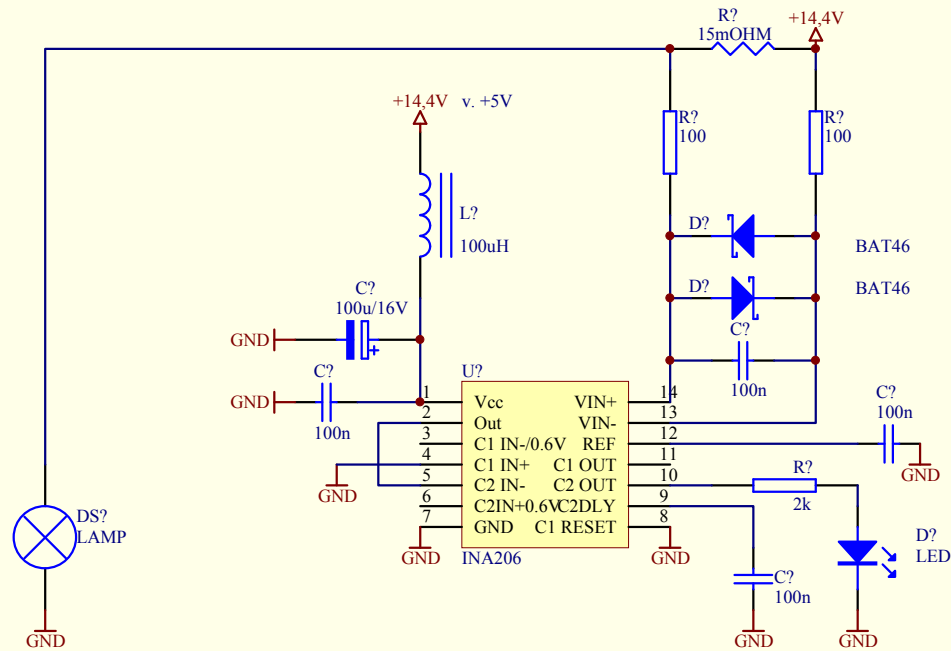 R?
15mOHM
+14,4V
+14,4V v. +5V
R?
100
R?
100
L?
100uH
D?
BAT46
D?
BAT46
C?
100u/16V
GND
C?
100n
C?
100n
GND
U?
1 Vcc VIN+ 14
2 Out VIN- 13
3 C1 IN-/0.6V REF 12
4 C1 IN+ C1 OUT 11
5 C2 IN- C2 OUT 10
6 C2IN+0.6V C2DLY 9
7 GND C1 RESET 8
INA206
C?
100n
GND
GND
R?
2k
GND
GND
DS?
LAMP
D?
LED
C?
100n
GND
GND
GND